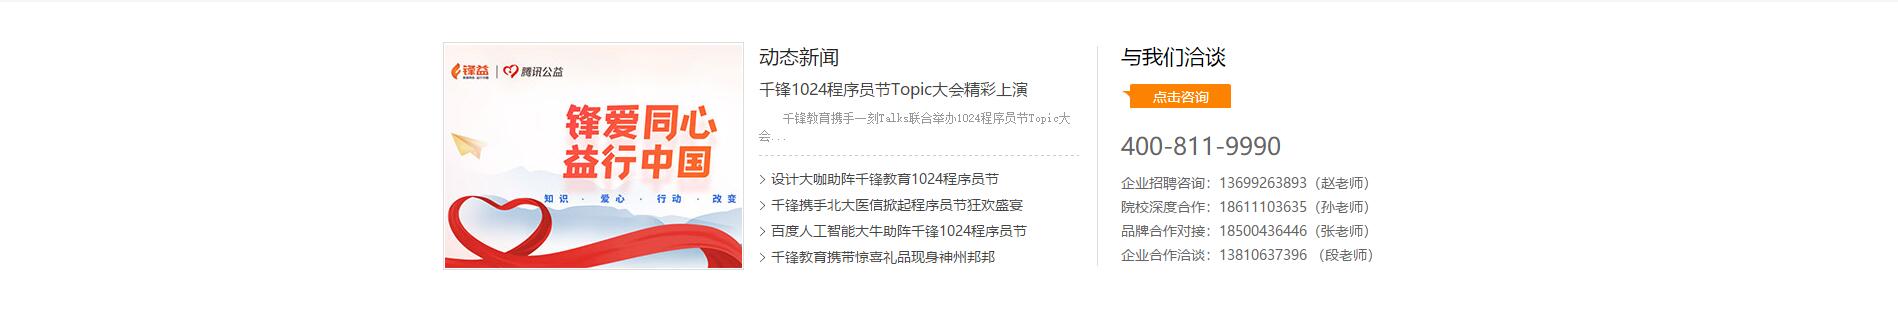 锋益 | 腾讯公益
锋爱同心
益行中国
知识 · 爱心 · 行动 · 改变
动态新闻
千锋1024程序员节Topic大会精彩上演
千锋教育携手一刻Talks联合举办1024程序员节Topic大
会...
> 设计大咖助阵千锋教育1024程序员节
> 千锋携手北大医信掀起程序员节狂欢盛宴
> 百度人工智能大牛助阵千锋1024程序员节
> 千锋教育携带惊喜礼品现身神州邦邦
与我们洽谈
点击咨询
400-811-9990
企业招聘咨询：13699263893（赵老师）
院校深度合作：18611103635（孙老师）
品牌合作对接：18500436446（张老师）
企业合作洽谈：13810637396 （段老师）